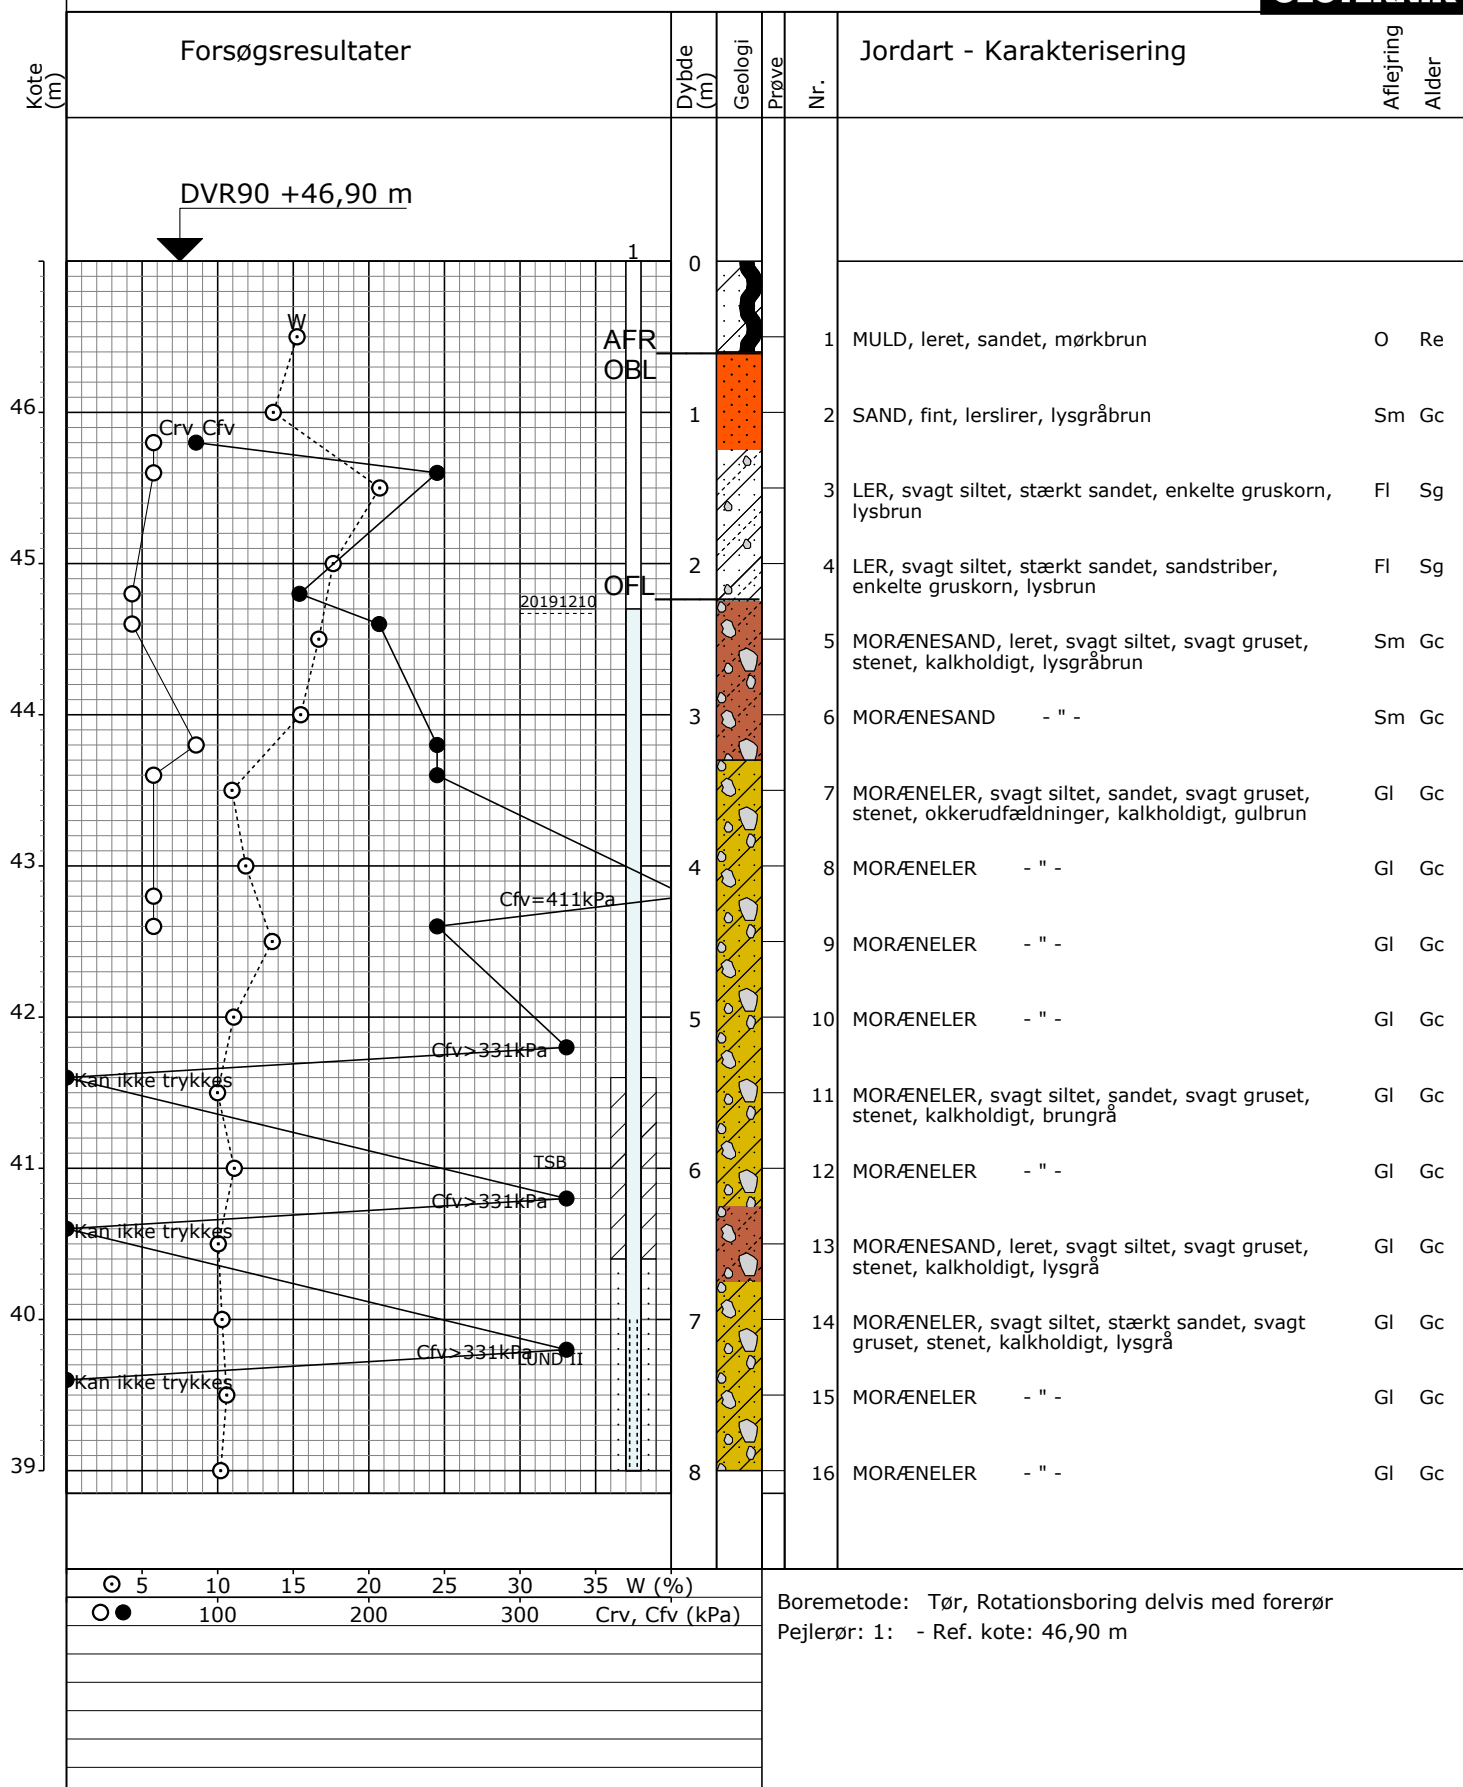 Kote
(m)
Forsøgsresultater
Dybde
(m)
Geologi
Prøve
Nr.
Jordart - Karakterisering
Aflejring
Alder
DVR90 +46,90 m
1
0
W
AFR
1 MULD, leret, sandet, mørkbrun O Re
OBL
46
1
2 SAND, fint, lerslirer, lysgråbrun Sm Gc
Crv Cfv
3 LER, svagt siltet, stærkt sandet, enkelte gruskorn, Fl Sg
lysbrun
45
2
4 LER, svagt siltet, stærkt sandet, sandstriber, Fl Sg
enkelte gruskorn, lysbrun
OFL
20191210
5 MORÆNESAND, leret, svagt siltet, svagt gruset, Sm Gc
stenet, kalkholdigt, lysgråbrun
44
3
6 MORÆNESAND - " - Sm Gc
7 MORÆNELER, svagt siltet, sandet, svagt gruset, Gl Gc
stenet, okkerudfældninger, kalkholdigt, gulbrun
43
4
8 MORÆNELER - " - Gl Gc
Cfv=411kPa
9 MORÆNELER - " - Gl Gc
42
5
10 MORÆNELER - " - Gl Gc
Cfv>331kPa
Kan ikke trykkes
11 MORÆNELER, svagt siltet, sandet, svagt gruset, Gl Gc
stenet, kalkholdigt, brungrå
41
TSB
6
12 MORÆNELER - " - Gl Gc
Cfv>331kPa
Kan ikke trykkes
13 MORÆNESAND, leret, svagt siltet, svagt gruset, Gl Gc
stenet, kalkholdigt, lysgrå
40
7
14 MORÆNELER, svagt siltet, stærkt sandet, svagt Gl Gc
gruset, stenet, kalkholdigt, lysgrå
Cfv>331kPa
LUND II
Kan ikke trykkes
15 MORÆNELER - " - Gl Gc
39
8
16 MORÆNELER - " - Gl Gc
5 10 15 20 25 30 35 W (%)
100 200 300 Crv, Cfv (kPa)
Boremetode: Tør, Rotationsboring delvis med forerør
Pejlerør: 1: - Ref. kote: 46,90 m